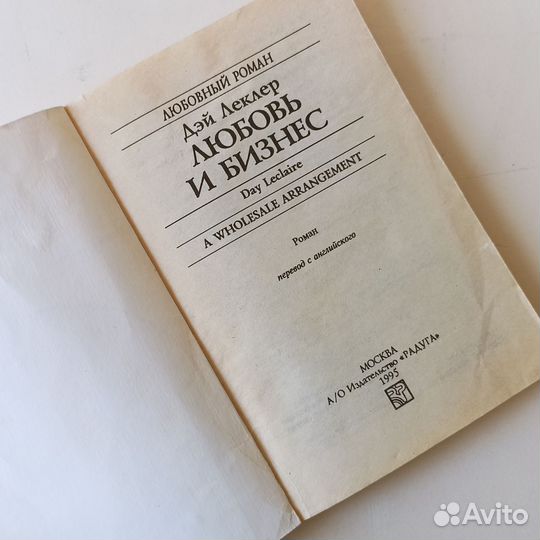 ЛЮБОВНЫЙ РОМАН
Дэй Леклер
ЛЮБОВЬ
И БИЗНЕС
Day Leclaire
A WHOLESALE ARRANGEMENT
Роман
перевод с английского
МОСКВА
А/О Издательство «РАДУГА»
1995
Avito